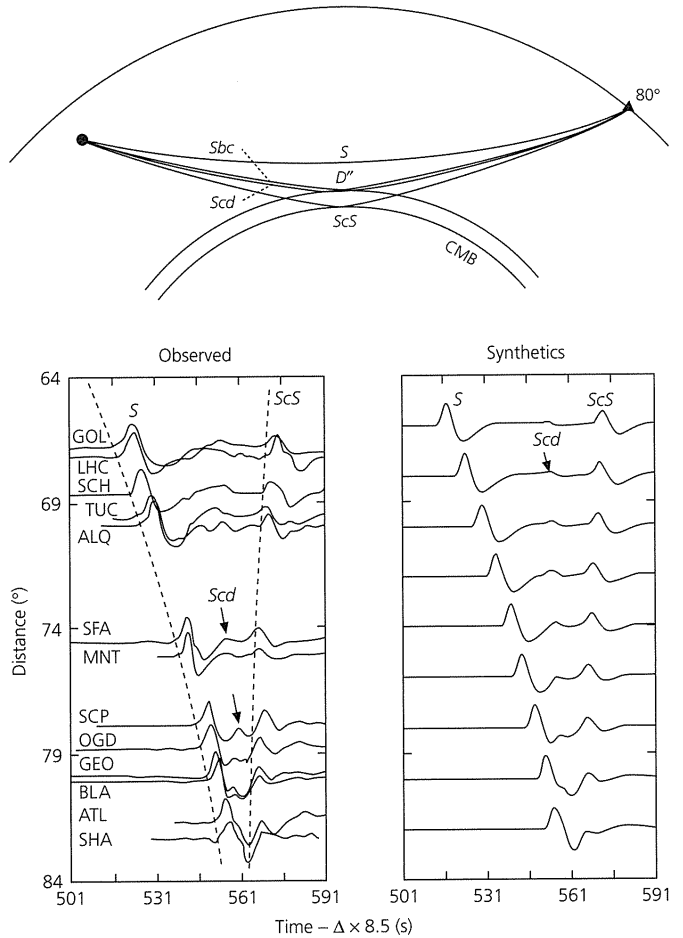 80°
Sbc
S
D″
Scd
ScS
CMB
Observed
Synthetics
64
69
74
79
84
Distance (°)
S
ScS
GOL
LHC
SCH
TUC
ALQ
Scd
SFA
MNT
SCP
OGD
GEO
BLA
ATL
SHA
501 531 561 591
S
ScS
Scd
501 531 561 591
Time – Δ × 8.5 (s)